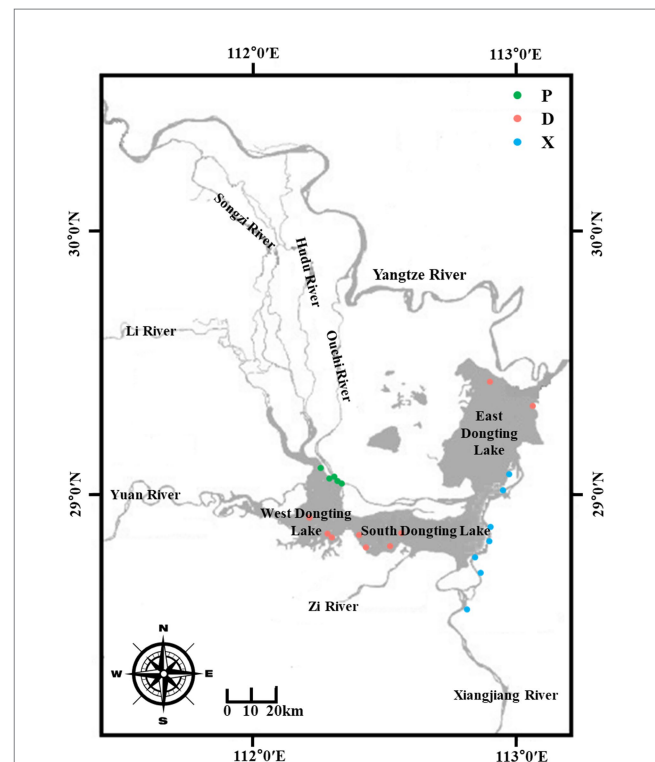 112°0′E
113°0′E
P
D
X
Songzi River
30°0′N
30°0′N
Hudu River
Yangtze River
Li River
Ouchi River
East
Dongting
Lake
29°0′N
29°0′N
Yuan River
West Dongting
Lake
South Dongting Lake
Zi River
N
W
E
S
0 10 20km
Xiangjiang River
112°0′E
113°0′E